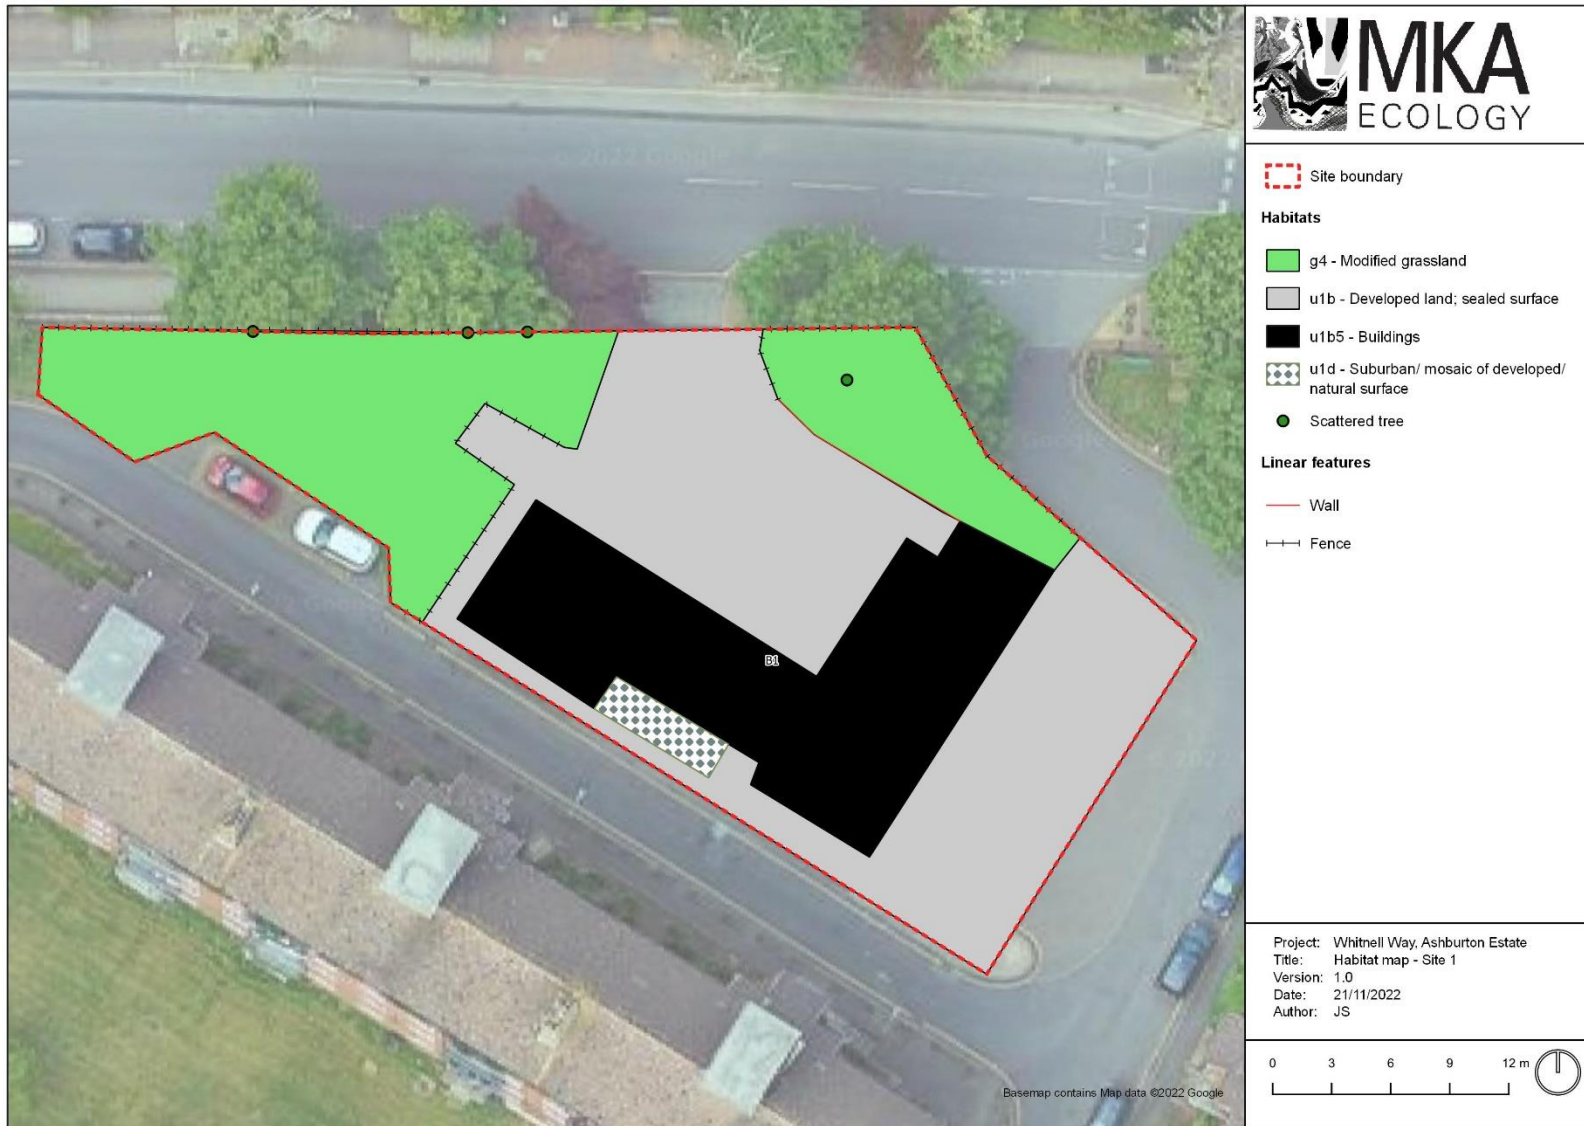 MKA
ECOLOGY
Site boundary
Habitats
g4 - Modified grassland
u1b - Developed land; sealed surface
u1b5 - Buildings
u1d - Suburban/ mosaic of developed/
natural surface
Scattered tree
Linear features
Wall
Fence
© 2022 Google
Google
B1
Project: Whitnell Way, Ashburton Estate
Title: Habitat map - Site 1
Version: 1.0
Date: 21/11/2022
Author: JS
0 3 6 9 12 m
Basemap contains Map data ©2022 Google